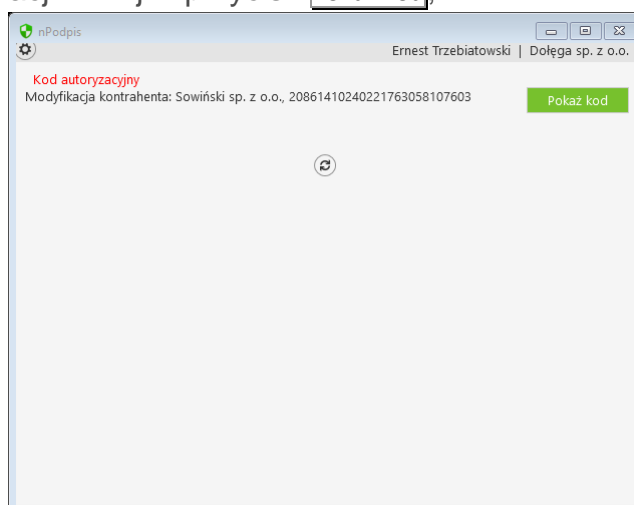 nPodpis
Ernest Trzebiatowski | Dołęga sp. z o.o.
Kod autoryzacyjny
Modyfikacja kontrahenta: Sowiński sp. z o.o., 20861410240221763058107603
Pokaż kod